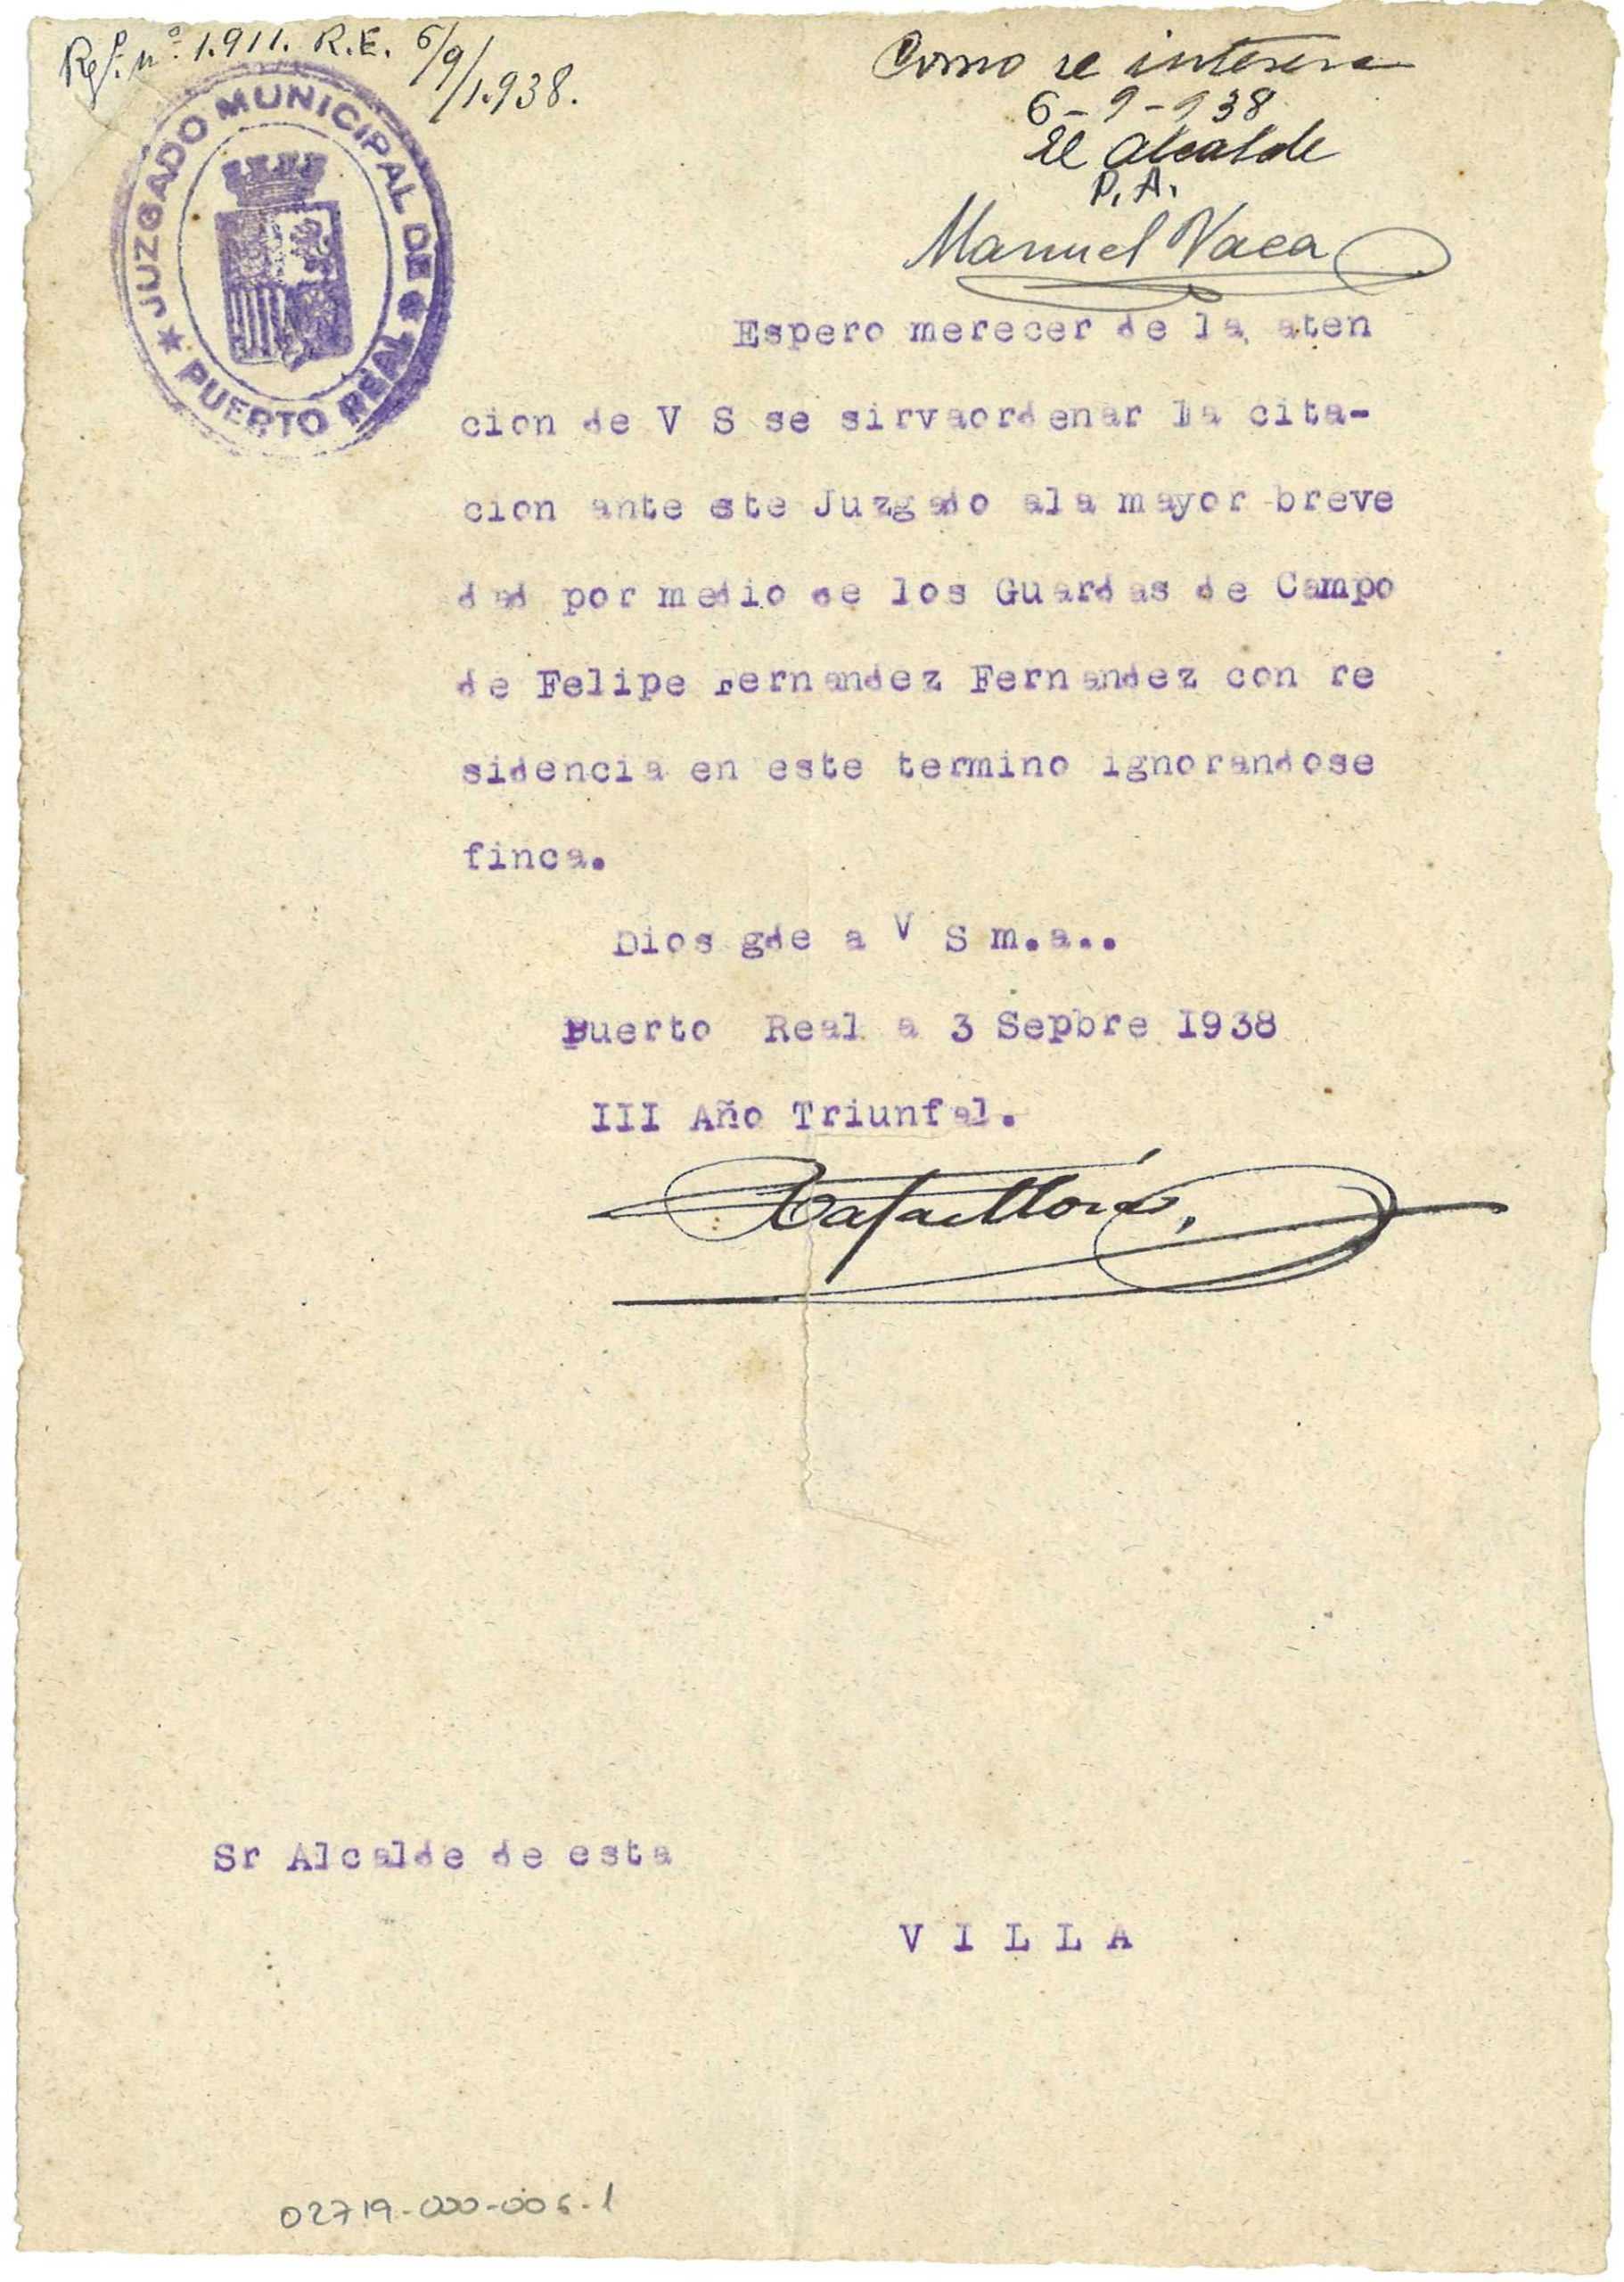 Regº. nº. 1.911. R.E. 6/9/1.938.
JUZGADO MUNICIPAL DE
★ PUERTO REAL
Como se interesa
6-9-938
El Alcalde
P.A.
Manuel Vaca
Espero merecer de la aten
cion de V S se sirvaordenar la cita-
cion ante este Juzgado ala mayor breve
dad por medio de los Guardas de Campo
de Felipe Fernandez Fernandez con re
sidencia en este termino ignorandose
finca.
Dios gde a V S m.a..
Puerto Real a 3 Sepbre 1938
III Año Triunfal.
Rafael
Sr Alcalde de esta
VILLA
02719-000-006-1